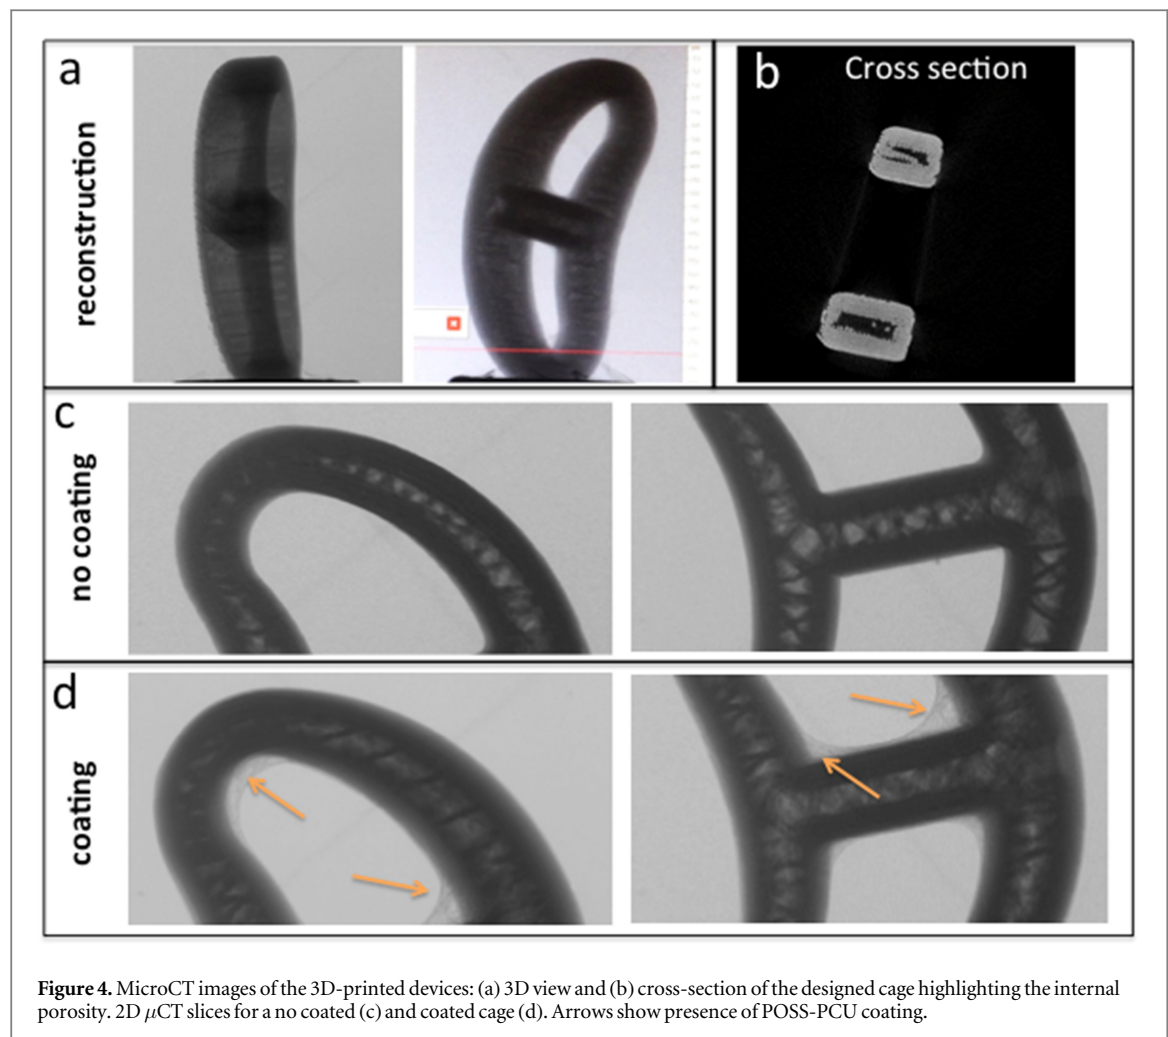 a
reconstruction
b
Cross section
c
no coating
d
coating
Figure 4. MicroCT images of the 3D-printed devices: (a) 3D view and (b) cross-section of the designed cage highlighting the internal
porosity. 2D μCT slices for a no coated (c) and coated cage (d). Arrows show presence of POSS-PCU coating.